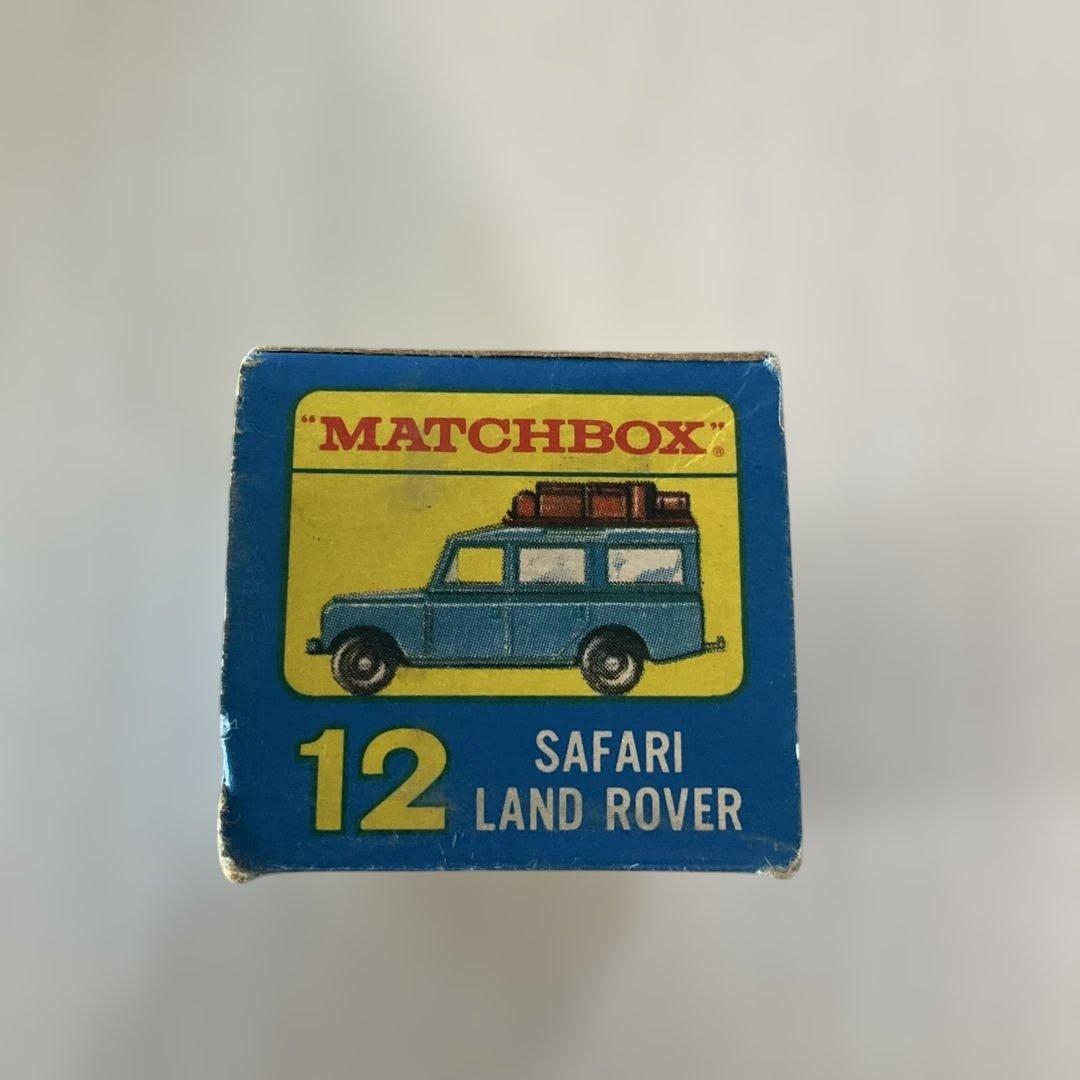 "MATCHBOX"®
12 SAFARI
LAND ROVER